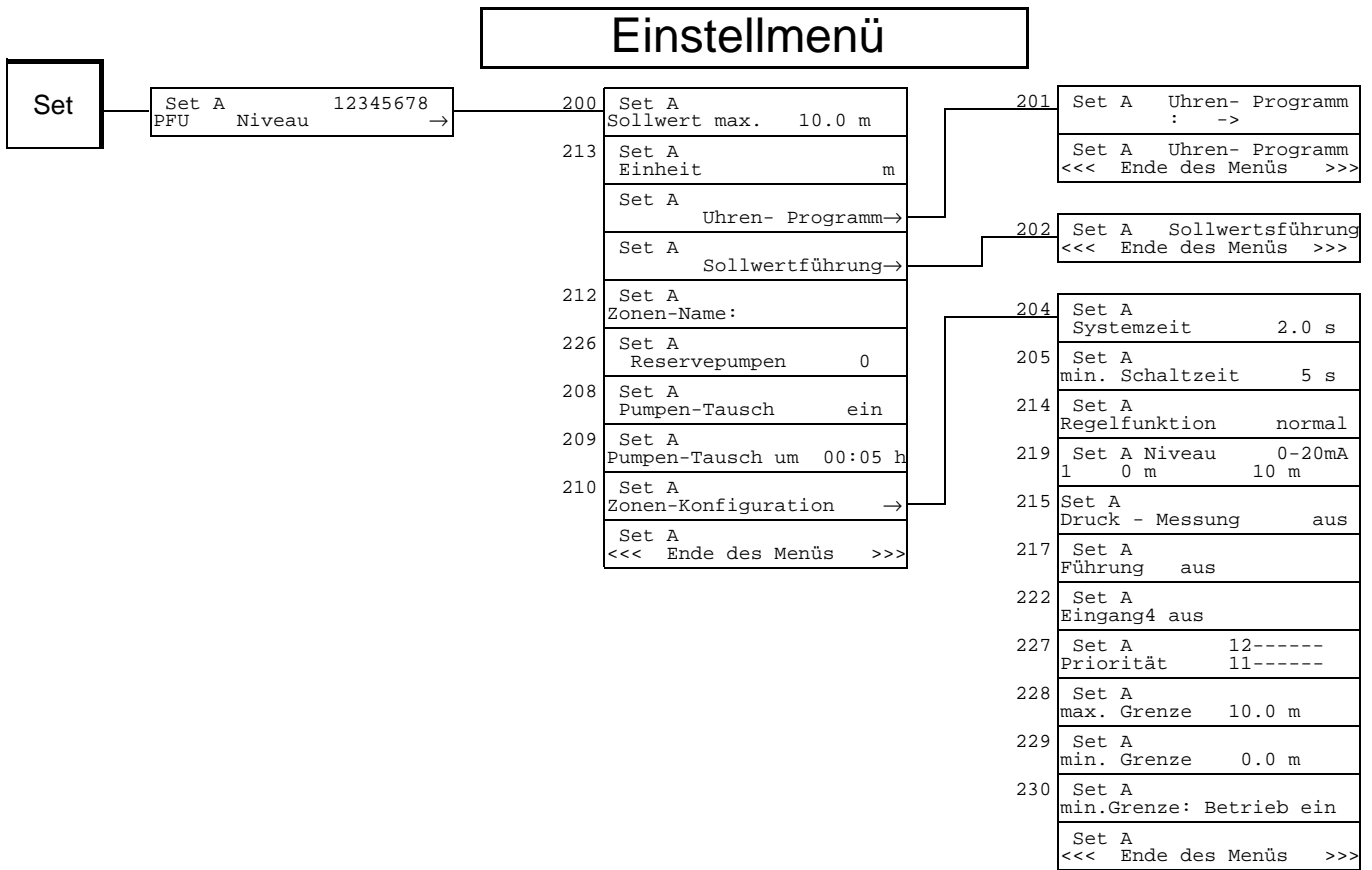 Einstellmenü
Set
Set A 12345678
PFU Niveau →
200 Set A
Sollwert max. 10.0 m
213 Set A
Einheit m
Set A
Uhren- Programm→
Set A
Sollwertführung→
212 Set A
Zonen-Name:
226 Set A
Reservepumpen 0
208 Set A
Pumpen-Tausch ein
209 Set A
Pumpen-Tausch um 00:05 h
210 Set A
Zonen-Konfiguration →
Set A
<<< Ende des Menüs >>>
201 Set A Uhren- Programm
: ->
Set A Uhren- Programm
<<< Ende des Menüs >>>
202 Set A Sollwertsführung
<<< Ende des Menüs >>>
204 Set A
Systemzeit 2.0 s
205 Set A
min. Schaltzeit 5 s
214 Set A
Regelfunktion normal
219 Set A Niveau 0-20mA
1 0 m 10 m
215 Set A
Druck - Messung aus
217 Set A
Führung aus
222 Set A
Eingang4 aus
227 Set A 12------
Priorität 11------
228 Set A
max. Grenze 10.0 m
229 Set A
min. Grenze 0.0 m
230 Set A
min.Grenze: Betrieb ein
Set A
<<< Ende des Menüs >>>